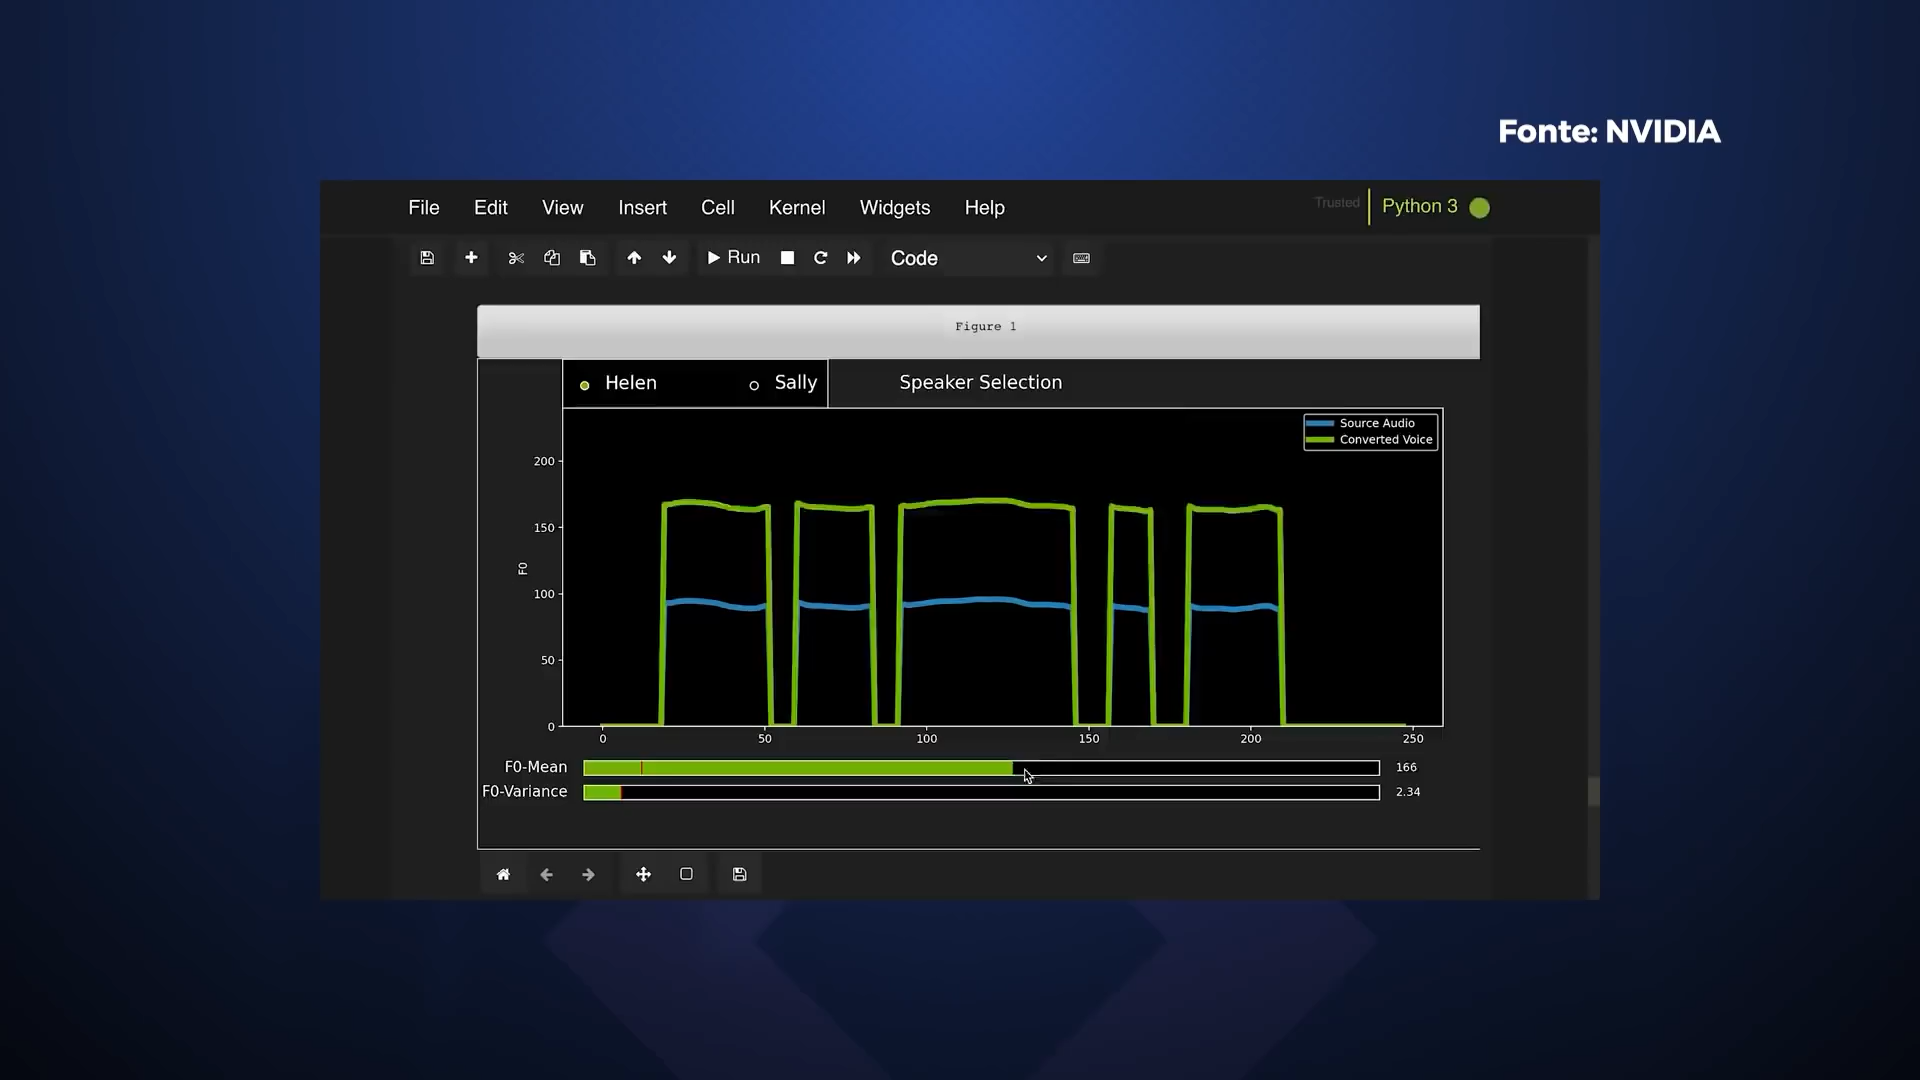 Fonte: NVIDIA
File Edit View Insert Cell Kernel Widgets Help Trusted Python 3
Run Code
Figure 1
Helen Sally Speaker Selection
Source Audio
Converted Voice
200
150
F0
100
50
0
0 50 100 150 200 250
F0-Mean 166
F0-Variance 2.34